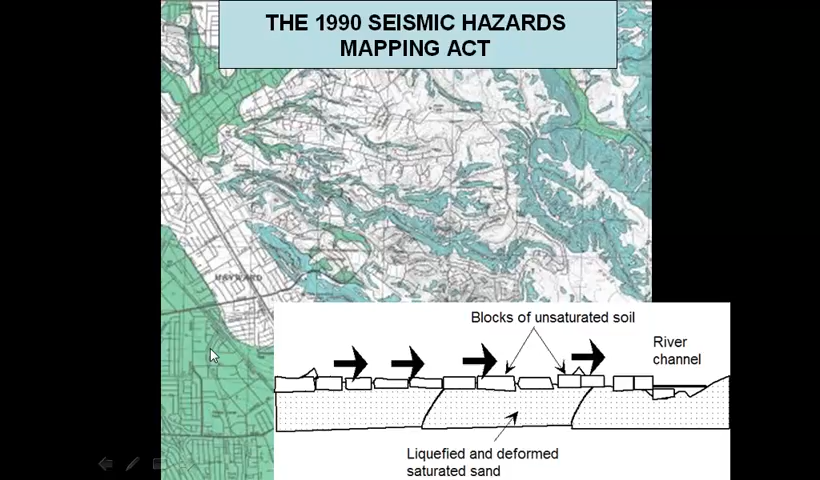 THE 1990 SEISMIC HAZARDS
MAPPING ACT
HAYWARD
Blocks of unsaturated soil
River
channel
Liquefied and deformed
saturated sand